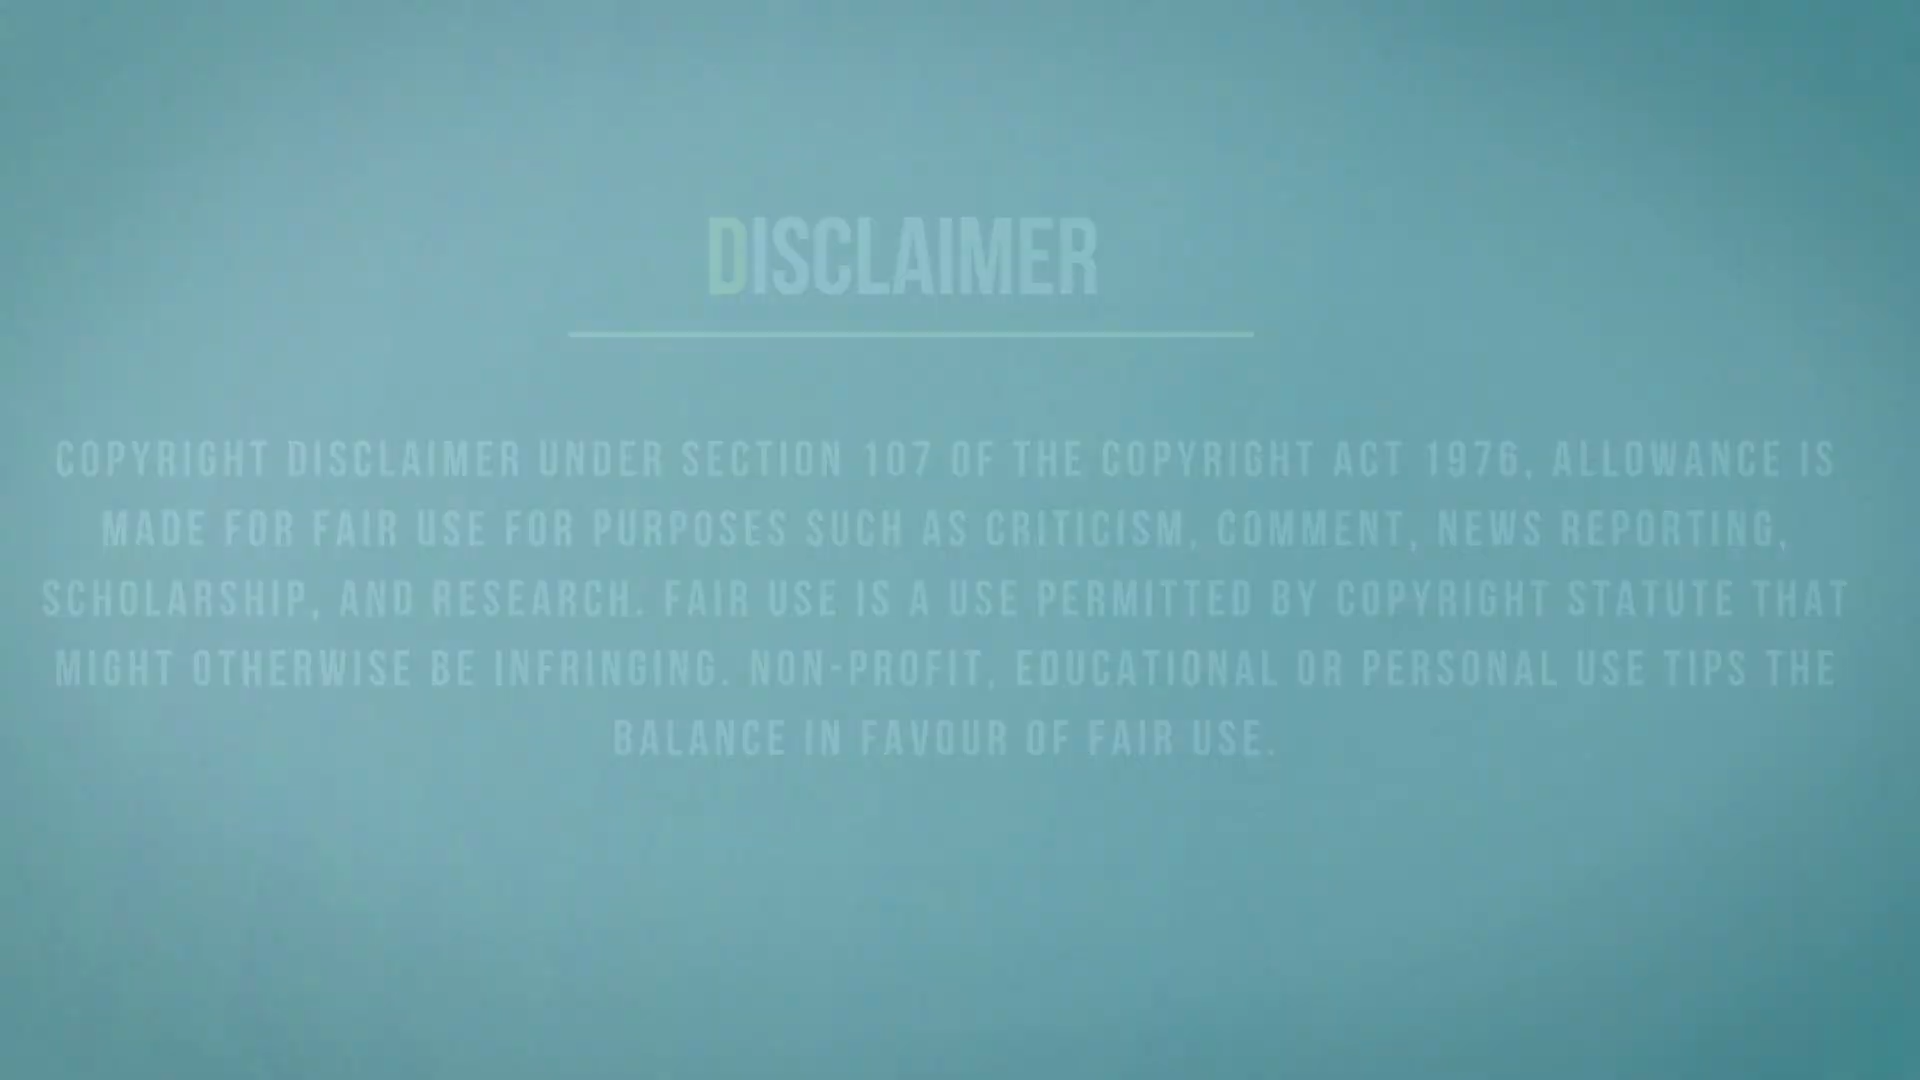 DISCLAIMER
COPYRIGHT DISCLAIMER UNDER SECTION 107 OF THE COPYRIGHT ACT 1976, ALLOWANCE IS
MADE FOR FAIR USE FOR PURPOSES SUCH AS CRITICISM, COMMENT, NEWS REPORTING,
SCHOLARSHIP, AND RESEARCH. FAIR USE IS A USE PERMITTED BY COPYRIGHT STATUTE THAT
MIGHT OTHERWISE BE INFRINGING. NON-PROFIT, EDUCATIONAL OR PERSONAL USE TIPS THE
BALANCE IN FAVOUR OF FAIR USE.